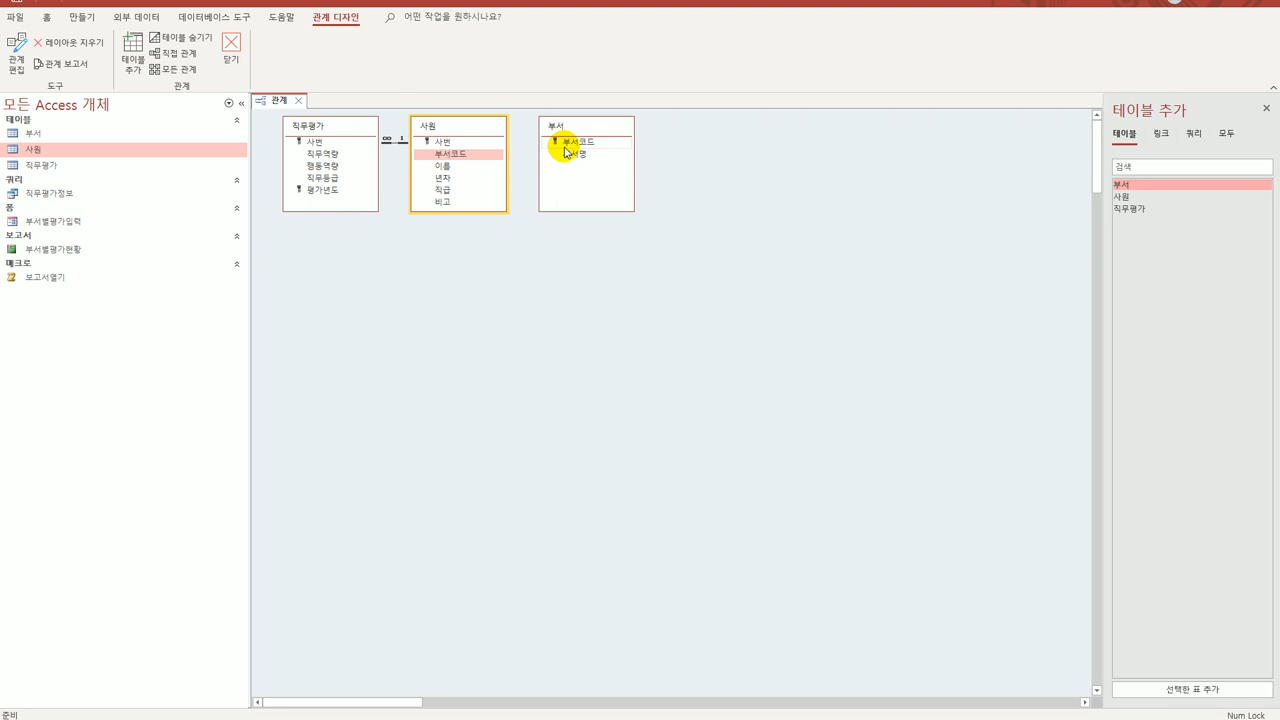 파일 홈 만들기 외부 데이터 데이터베이스 도구 도움말 관계 디자인 어떤 작업을 원하시나요?
관계 편집
레이아웃 지우기
관계 보고서
도구
테이블 추가
테이블 숨기기
직접 관계
모든 관계
닫기
관계
모든 Access 개체
테이블
부서
사원
직무평가
쿼리
직무평가정보
폼
부서별평가입력
보고서
부서별평가현황
매크로
보고서열기
관계
직무평가
사번
직무역량
행동역량
직무등급
평가년도
∞ 1
사원
사번
부서코드
이름
년차
직급
비고
부서
부서코드
테이블 추가
테이블 링크 쿼리 모두
검색
부서
사원
직무평가
선택한 표 추가
준비
Num Lock